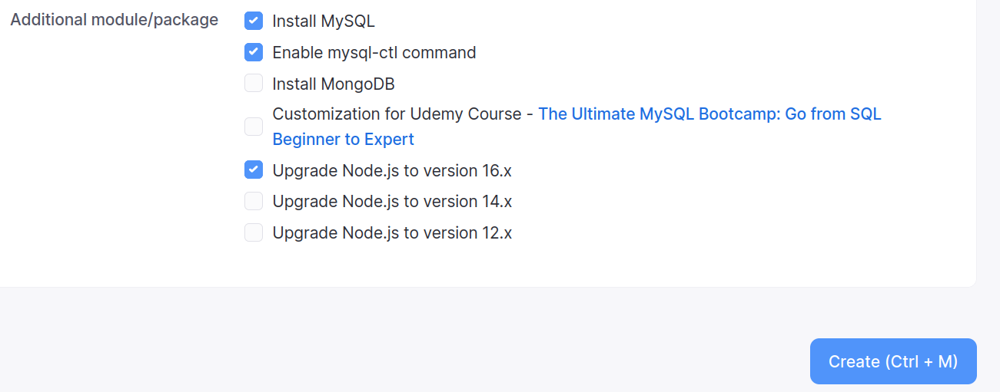 Additional module/package
Install MySQL
Enable mysql-ctl command
Install MongoDB
Customization for Udemy Course - The Ultimate MySQL Bootcamp: Go from SQL
Beginner to Expert
Upgrade Node.js to version 16.x
Upgrade Node.js to version 14.x
Upgrade Node.js to version 12.x
Create (Ctrl + M)